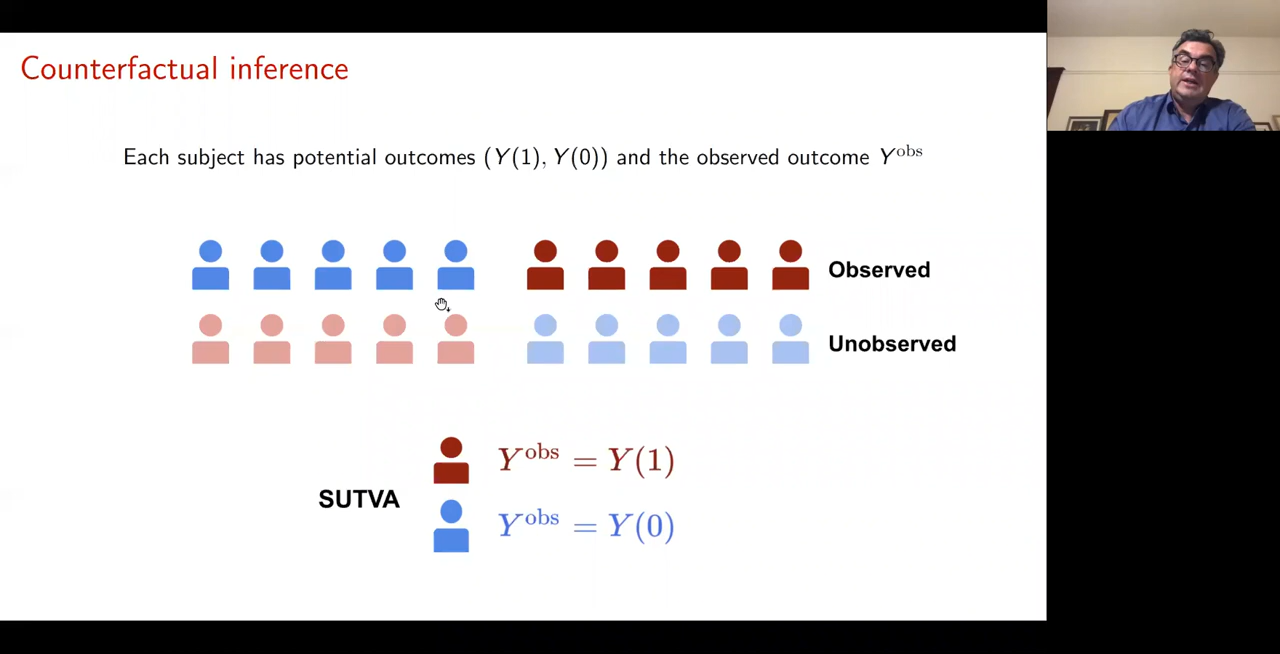 Counterfactual inference
Each subject has potential outcomes (Y(1), Y(0)) and the observed outcome Y^obs
Observed
Unobserved
Y^obs = Y(1)
SUTVA
Y^obs = Y(0)